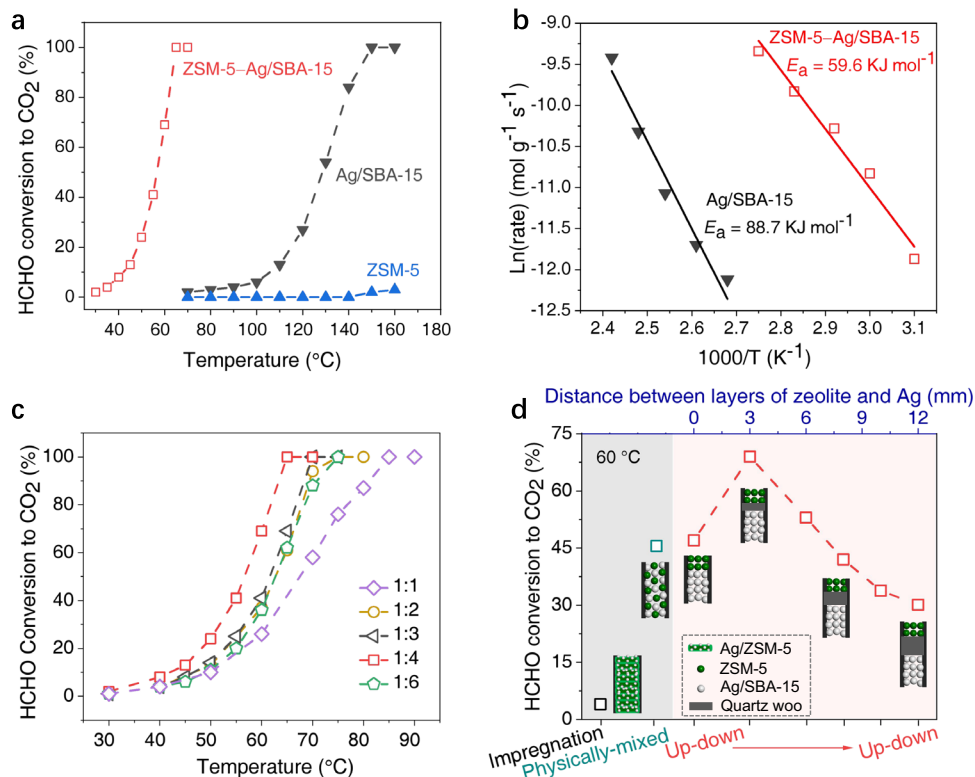 a
HCHO conversion to CO2 (%)
100
80
60
40
20
0
ZSM-5–Ag/SBA-15
Ag/SBA-15
ZSM-5
40 60 80 100 120 140 160 180
Temperature (°C)
b
Ln(rate) (mol g-1 s-1)
-9.0
-9.5
-10.0
-10.5
-11.0
-11.5
-12.0
-12.5
ZSM-5–Ag/SBA-15
Ea = 59.6 KJ mol-1
Ag/SBA-15
Ea = 88.7 KJ mol-1
2.4 2.5 2.6 2.7 2.8 2.9 3.0 3.1
1000/T (K-1)
c
HCHO Conversion to CO2 (%)
100
80
60
40
20
0
1:1
1:2
1:3
1:4
1:6
30 40 50 60 70 80 90
Temperature (°C)
d
Distance between layers of zeolite and Ag (mm)
0 3 6 9 12
HCHO conversion to CO2 (%)
75
60
45
30
15
0
60 °C
Ag/ZSM-5
ZSM-5
Ag/SBA-15
Quartz woo
Impregnation
Physically-mixed
Up-down
Up-down